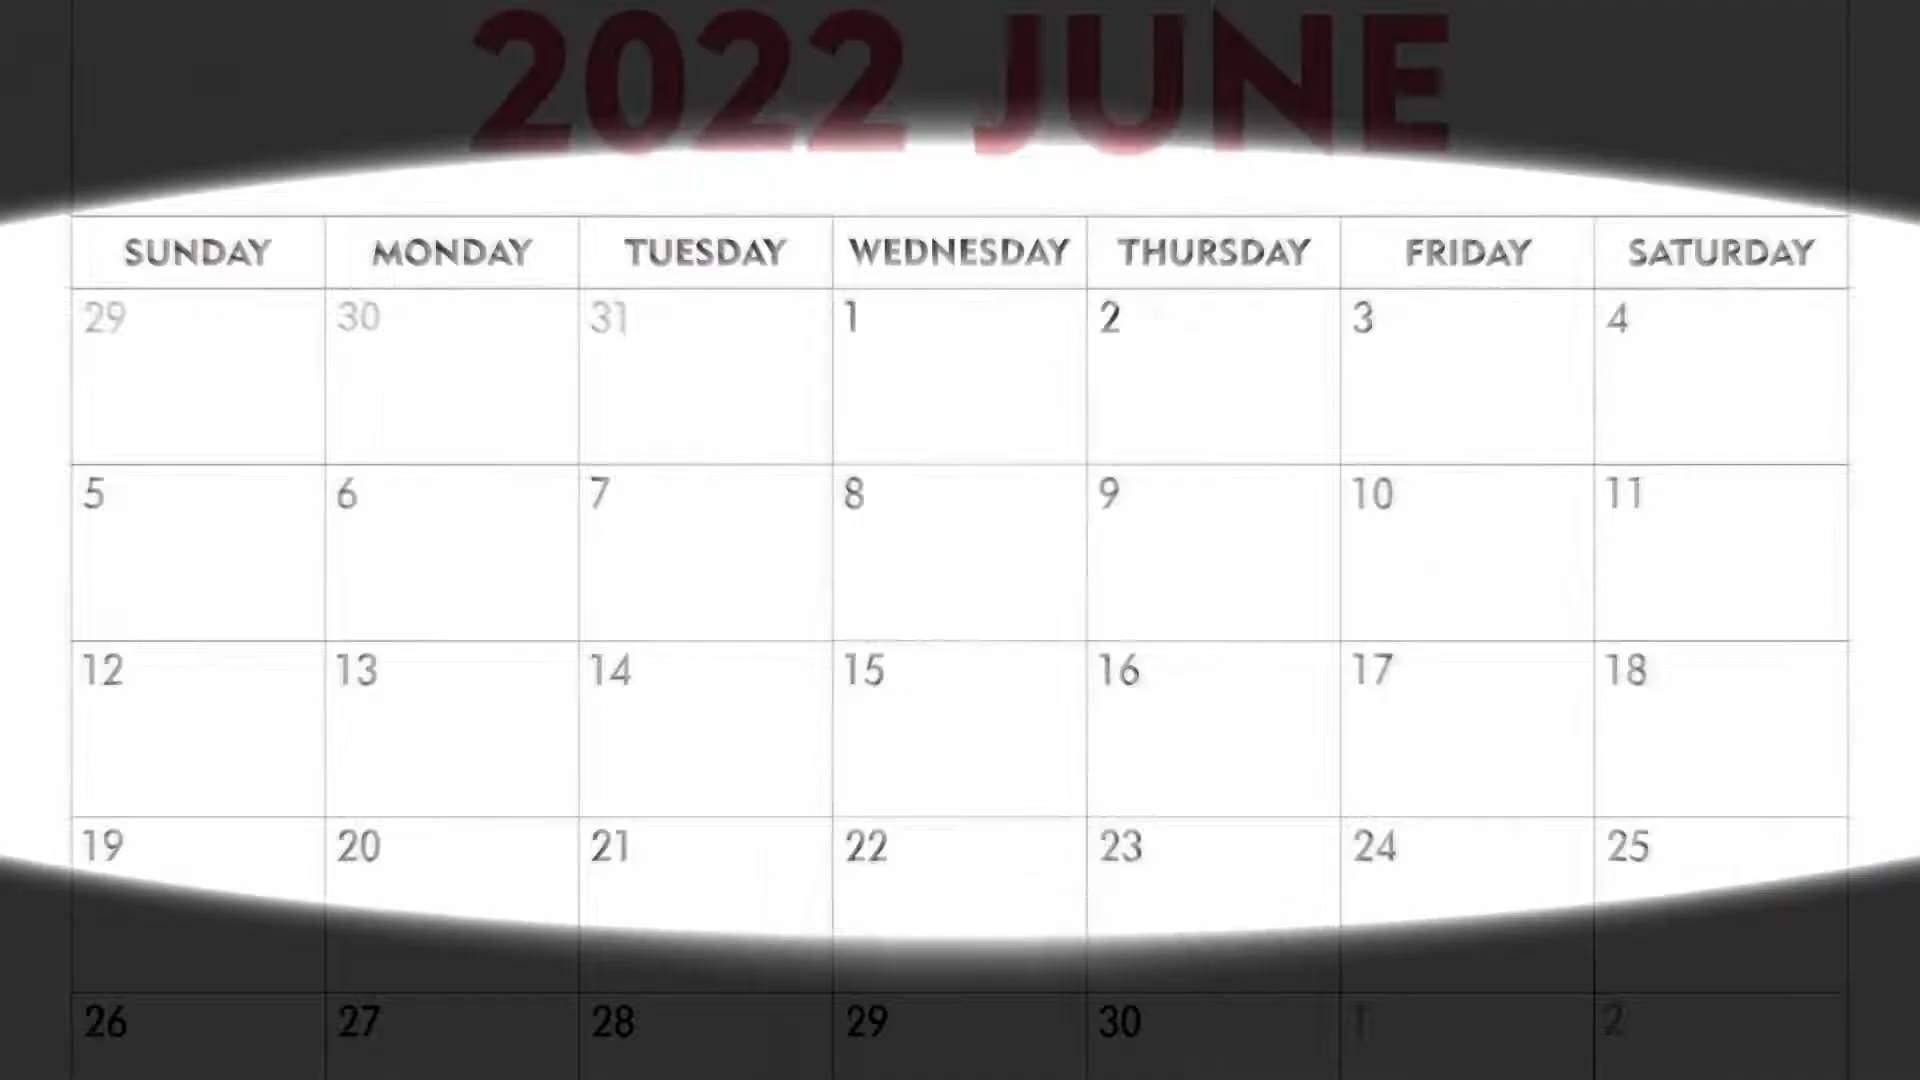 2022 JUNE
SUNDAY MONDAY TUESDAY WEDNESDAY THURSDAY FRIDAY SATURDAY
29 30 31 1 2 3 4
5 6 7 8 9 10 11
12 13 14 15 16 17 18
19 20 21 22 23 24 25
26 27 28 29 30 1 2